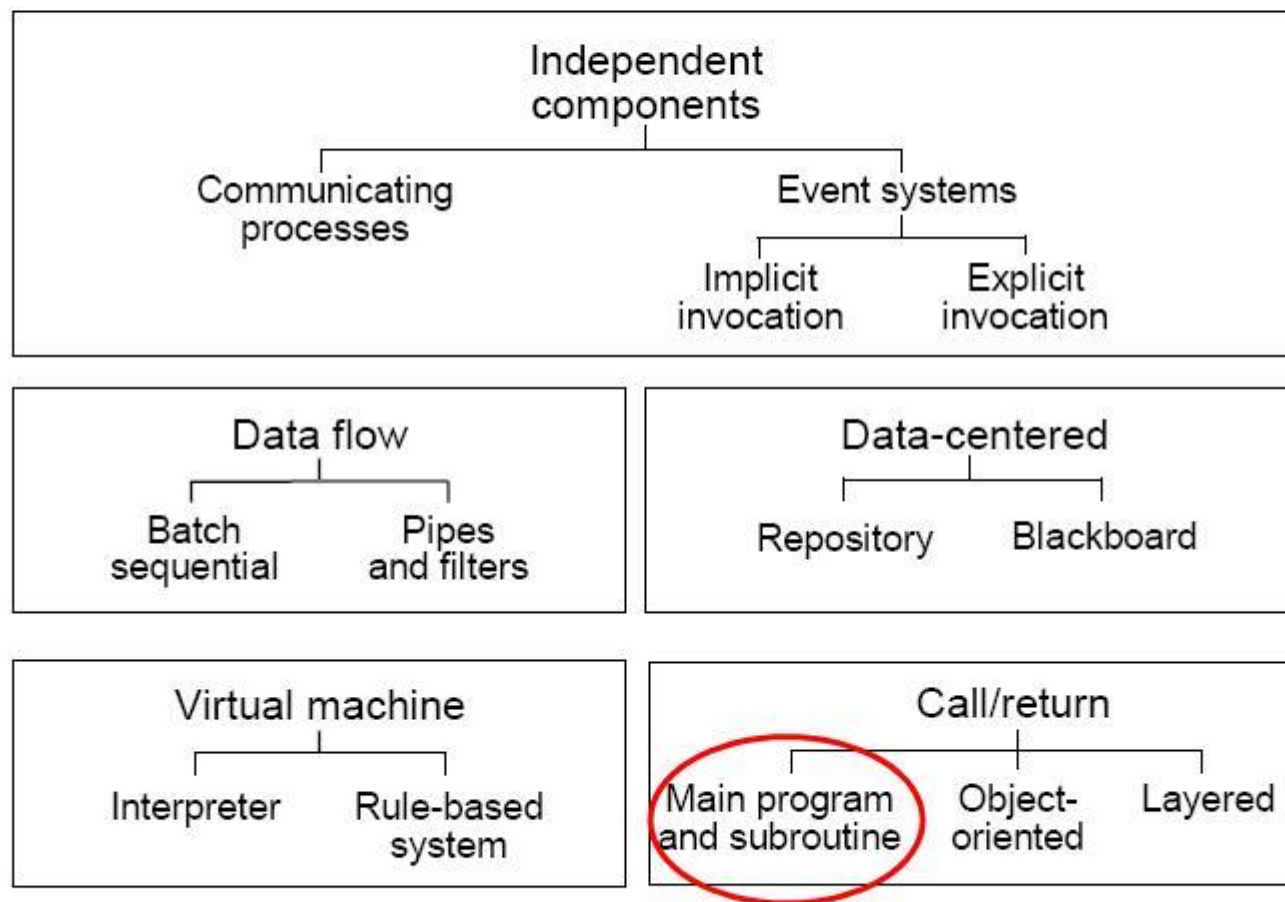 Independent
components
Communicating
processes
Event systems
Implicit
invocation
Explicit
invocation
Data flow
Batch
sequential
Pipes
and filters
Data-centered
Repository
Blackboard
Virtual machine
Interpreter
Rule-based
system
Call/return
Main program
and subroutine
Object-
oriented
Layered